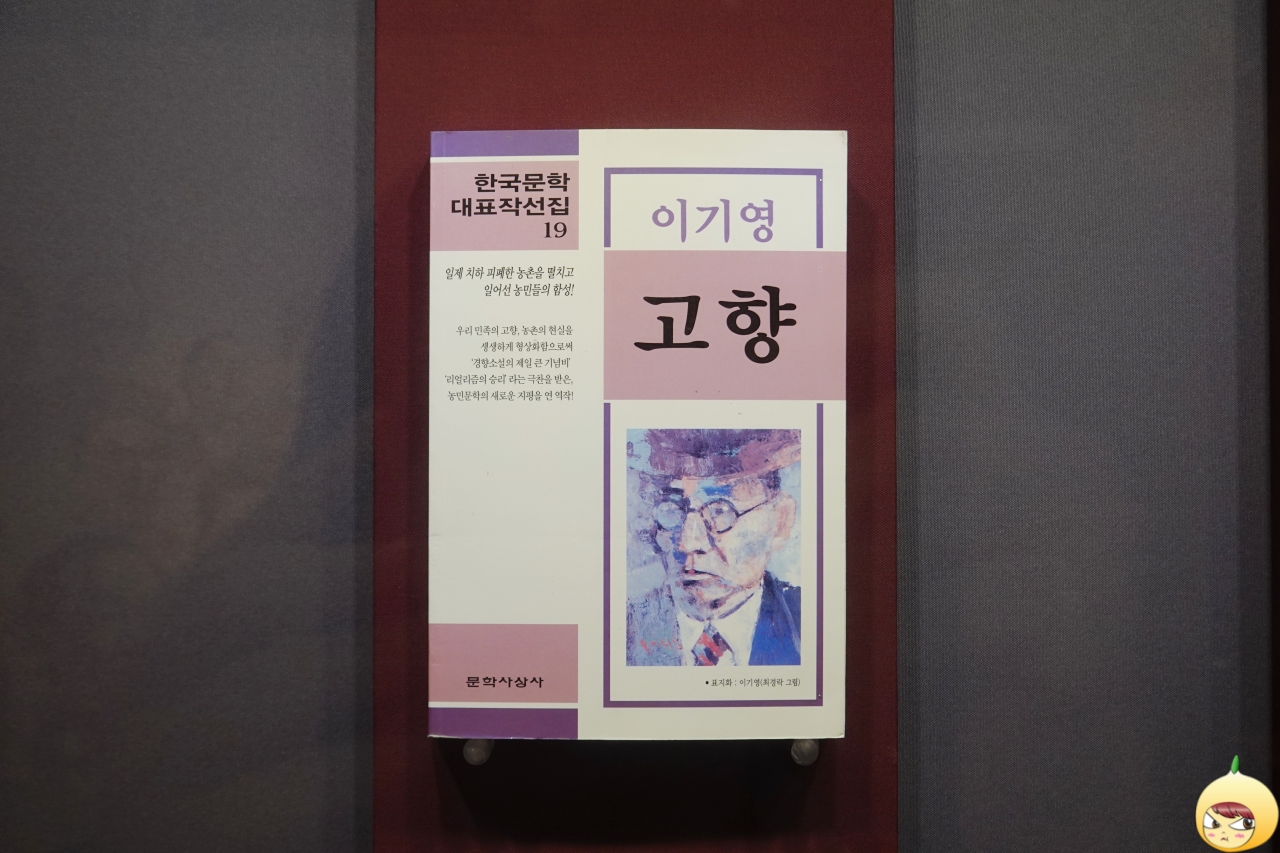 한국문학
대표작선집
19
일제 치하 피폐한 농촌을 떨치고
일어선 농민들의 함성!
우리 민족의 고향, 농촌의 현실을
생생하게 형상화함으로써
'경향소설의 제일 큰 기념비'
'리얼리즘의 승리' 라는 극찬을 받은,
농민문학의 새로운 지평을 연 역작!
문학사상사
이기영
고향
■ 표지화 : 이기영(최경락 그림)